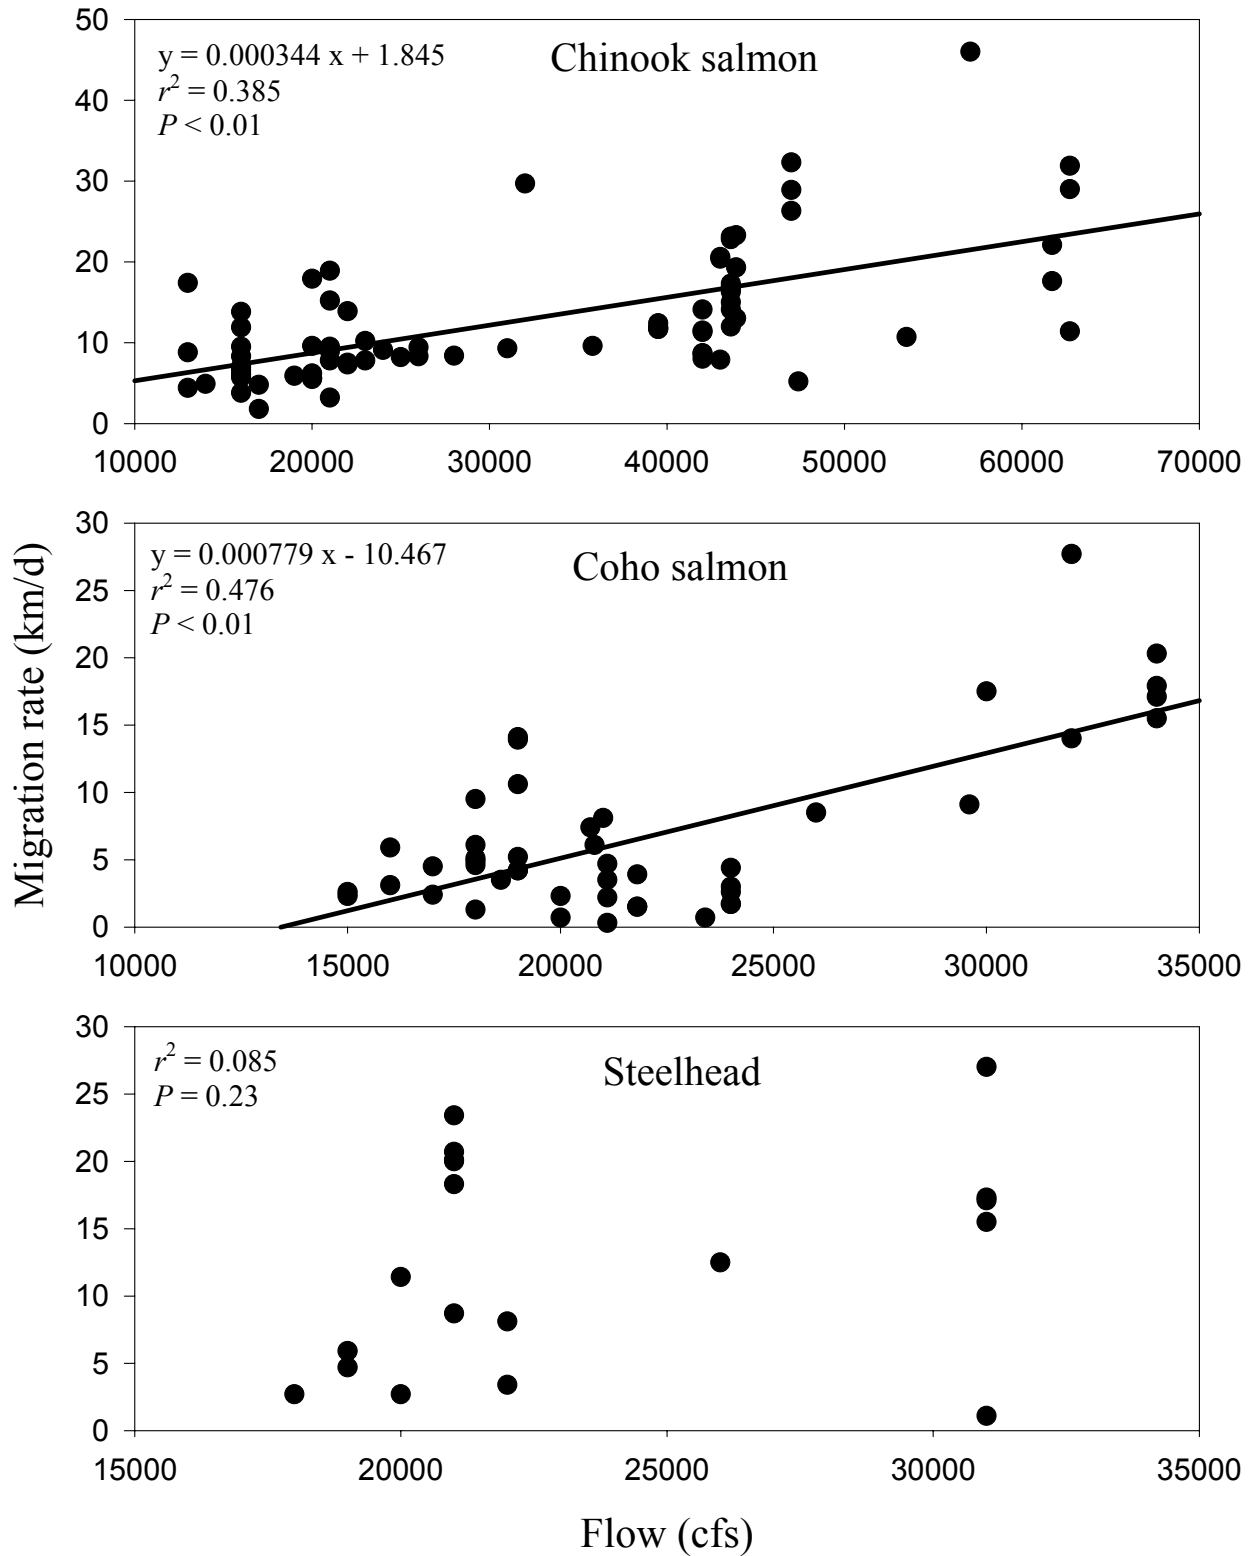 50
y = 0.000344 x + 1.845
Chinook salmon
r² = 0.385
40
P < 0.01
30
20
10
0
10000 20000 30000 40000 50000 60000 70000
30
y = 0.000779 x - 10.467
Coho salmon
r² = 0.476
25
P < 0.01
20
15
10
5
0
10000 15000 20000 25000 30000 35000
Migration rate (km/d)
30
r² = 0.085
Steelhead
P = 0.23
25
20
15
10
5
0
15000 20000 25000 30000 35000
Flow (cfs)